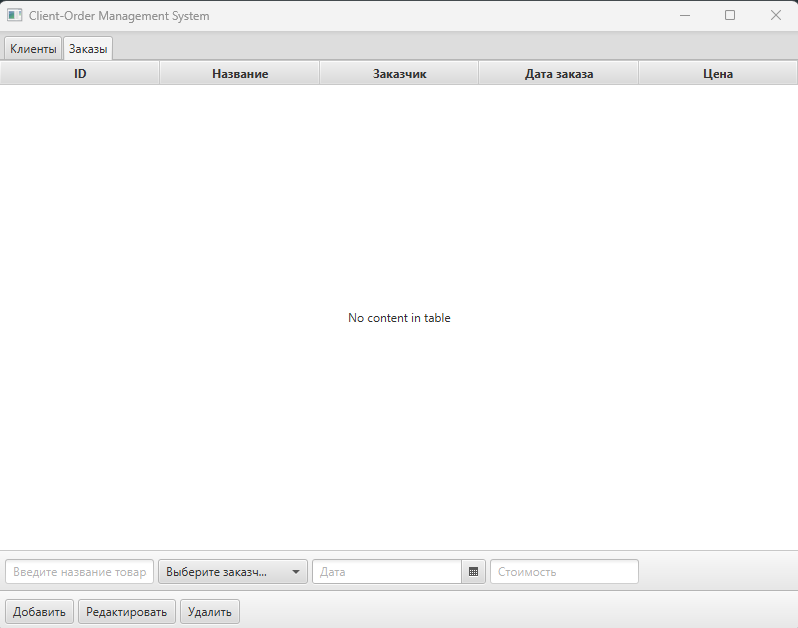 Client-Order Management System
Клиенты Заказы
ID Название Заказчик Дата заказа Цена
No content in table
Введите название товар Выберите заказч... Дата Стоимость
Добавить Редактировать Удалить